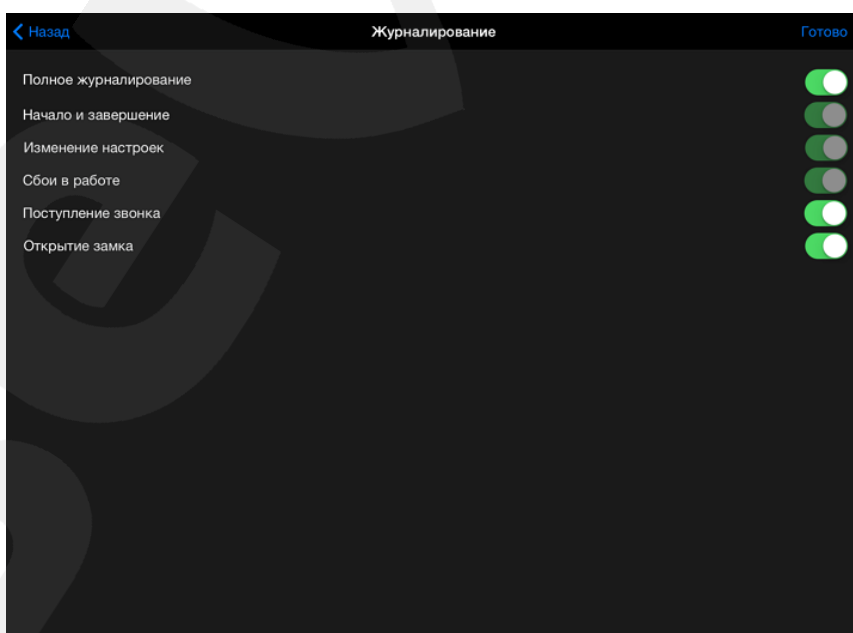 Назад Журналирование Готово
Полное журналирование
Начало и завершение
Изменение настроек
Сбои в работе
Поступление звонка
Открытие замка